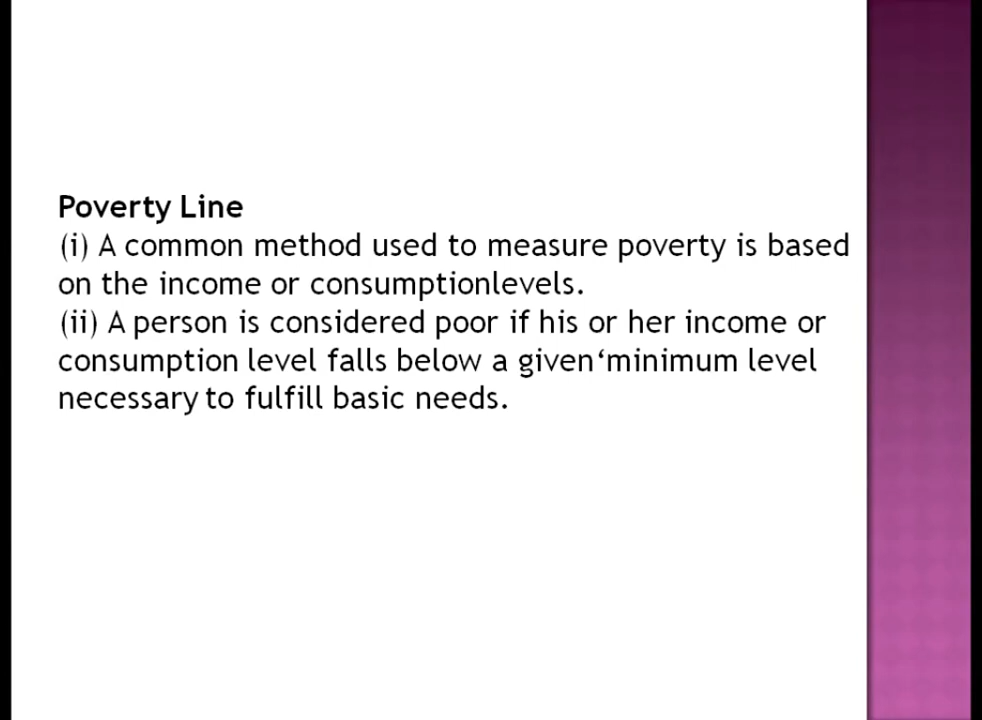 Poverty Line
(i) A common method used to measure poverty is based
on the income or consumptionlevels.
(ii) A person is considered poor if his or her income or
consumption level falls below a given‘minimum level
necessary to fulfill basic needs.